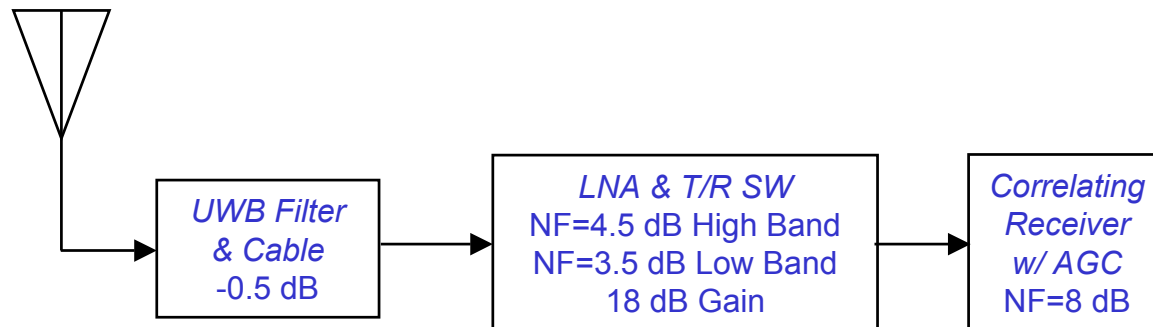 UWB Filter
& Cable
-0.5 dB
LNA & T/R SW
NF=4.5 dB High Band
NF=3.5 dB Low Band
18 dB Gain
Correlating
Receiver
w/ AGC
NF=8 dB